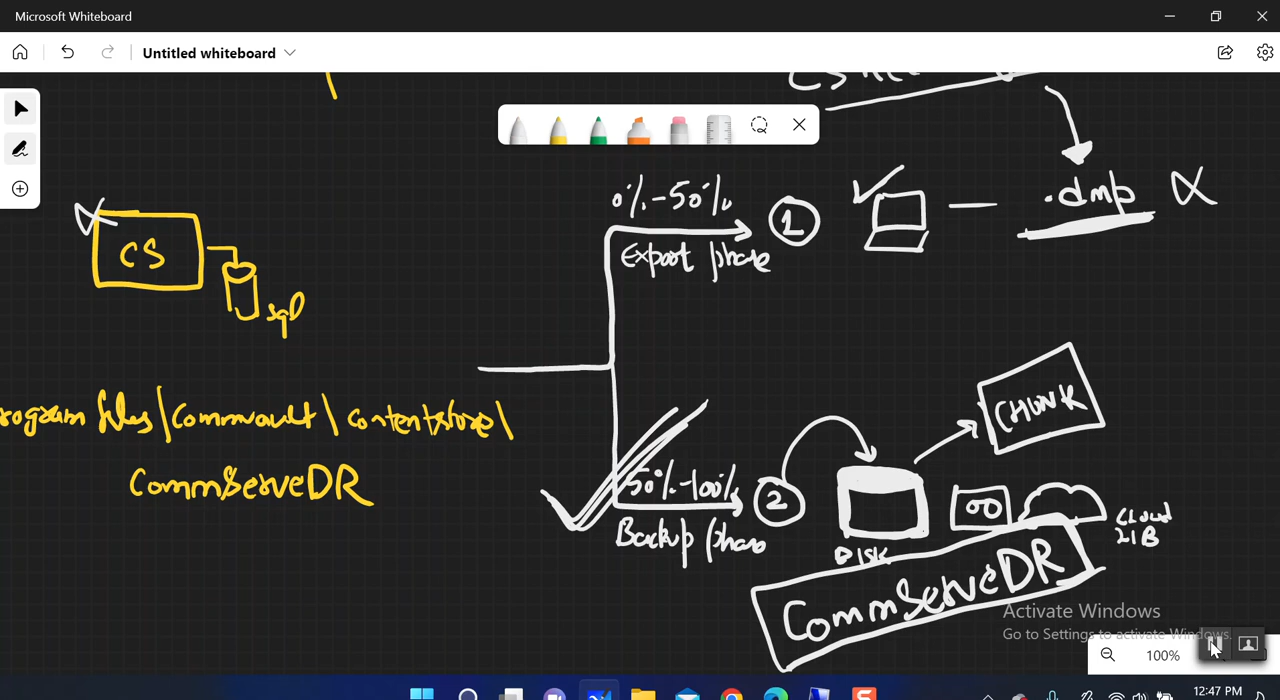 Microsoft Whiteboard
Untitled whiteboard
0%-50%
1
.dmp
Export phase
CS
sql
CHUNK
rogram files\Commvault\contentstore\
CommServeDR
50%-100%
2
Backup phase
DISK
CLOUD
LIB
CommServeDR
Activate Windows
Go to Settings to activate Windows.
100%
12:47 PM